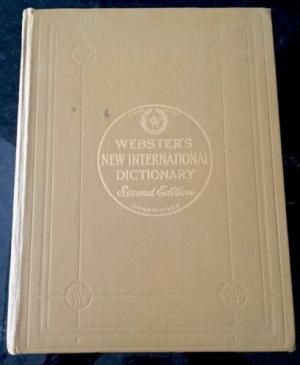 WEBSTER'S
NEW INTERNATIONAL
DICTIONARY
Second Edition
UNABRIDGED